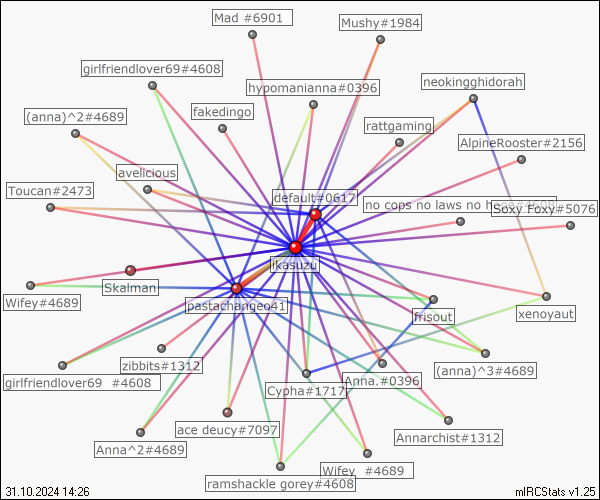 Mad #6901
Mushy#1984
girlfriendlover69#4608
neokingghidorah
hypomanianna#0396
fakedingo
(anna)^2#4689
rattgaming
AlpineRooster#2156
avelicious
Toucan#2473
default#0617
no cops no laws no hope#4608
Soxy Foxy#5076
ikasuzu
Skalman
Wifey#4689
pastachangeo41
frisout
xenoyaut
zibbits#1312
(anna)^3#4689
girlfriendlover69 #4608
Cypha#1717
Anna.#0396
ace deucy#7097
Annarchist#1312
Anna^2#4689
Wifey #4689
ramshackle gorey#4608
31.10.2024 14:26
mIRCStats v1.25